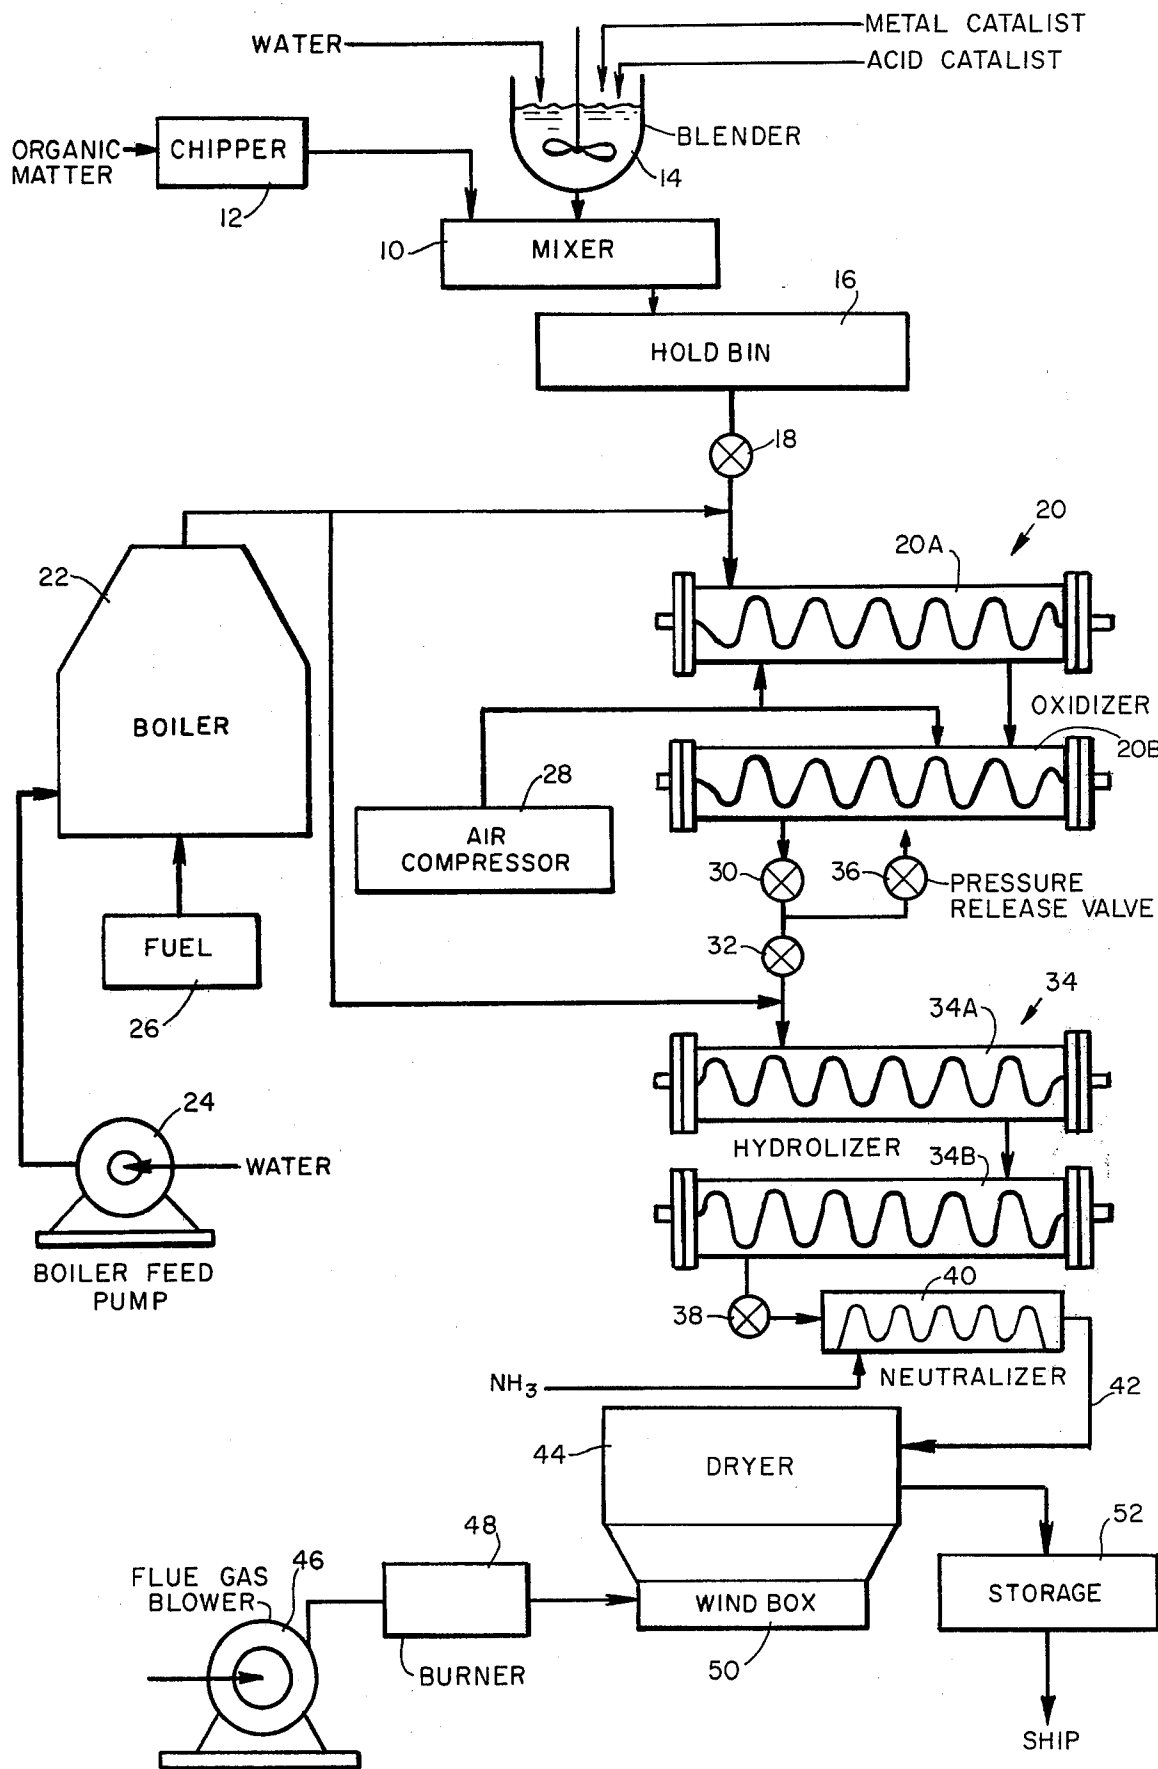 METAL CATALIST
WATER
ACID CATALIST
BLENDER
14
ORGANIC
MATTER
CHIPPER
12
10
MIXER
16
HOLD BIN
18
20
20A
22
BOILER
OXIDIZER
20B
28
AIR
COMPRESSOR
30
36
PRESSURE
RELEASE VALVE
32
FUEL
26
34
34A
24
WATER
BOILER FEED
PUMP
HYDROLIZER
34B
38
40
NH3
NEUTRALIZER
42
44
DRYER
52
STORAGE
48
46
FLUE GAS
BLOWER
WIND BOX
50
BURNER
SHIP